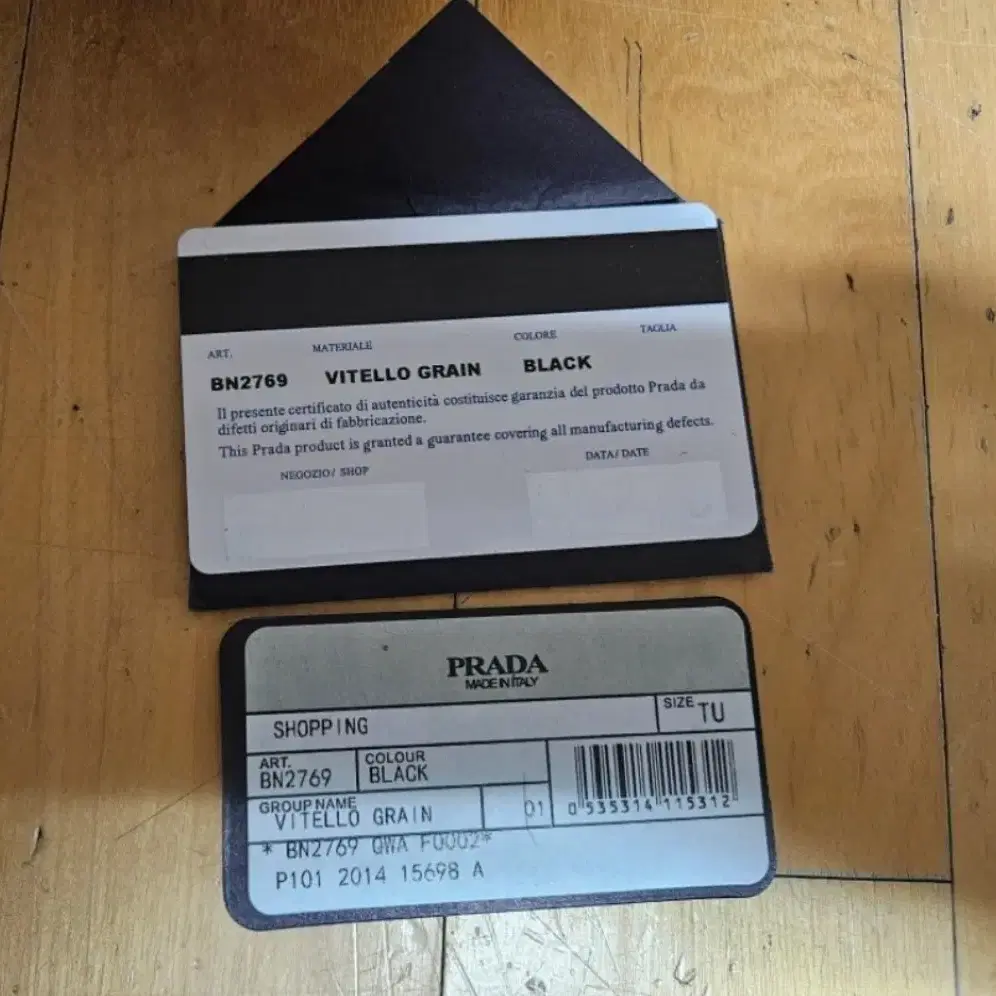 ART. MATERIALE COLORE TAGLIA
BN2769 VITELLO GRAIN BLACK
Il presente certificato di autenticità costituisce garanzia del prodotto Prada da
difetti originari di fabbricazione.
This Prada product is granted a guarantee covering all manufacturing defects.
NEGOZIO/ SHOP DATA/ DATE
PRADA
MADE IN ITALY
SHOPPING SIZE TU
ART. COLOUR
BN2769 BLACK
GROUP NAME
VITELLO GRAIN 01
0 535314 115312
* BN2769 QWA F0002*
P101 2014 15698 A